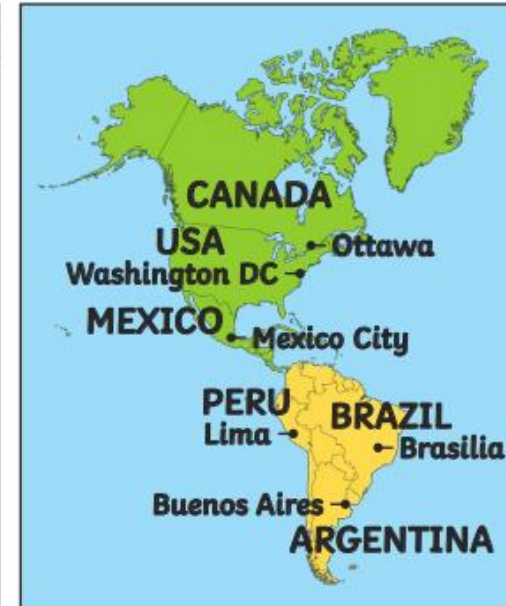 CANADA
USA
Ottawa
Washington DC
MEXICO
Mexico City
PERU
BRAZIL
Lima
Brasilia
Buenos Aires
ARGENTINA